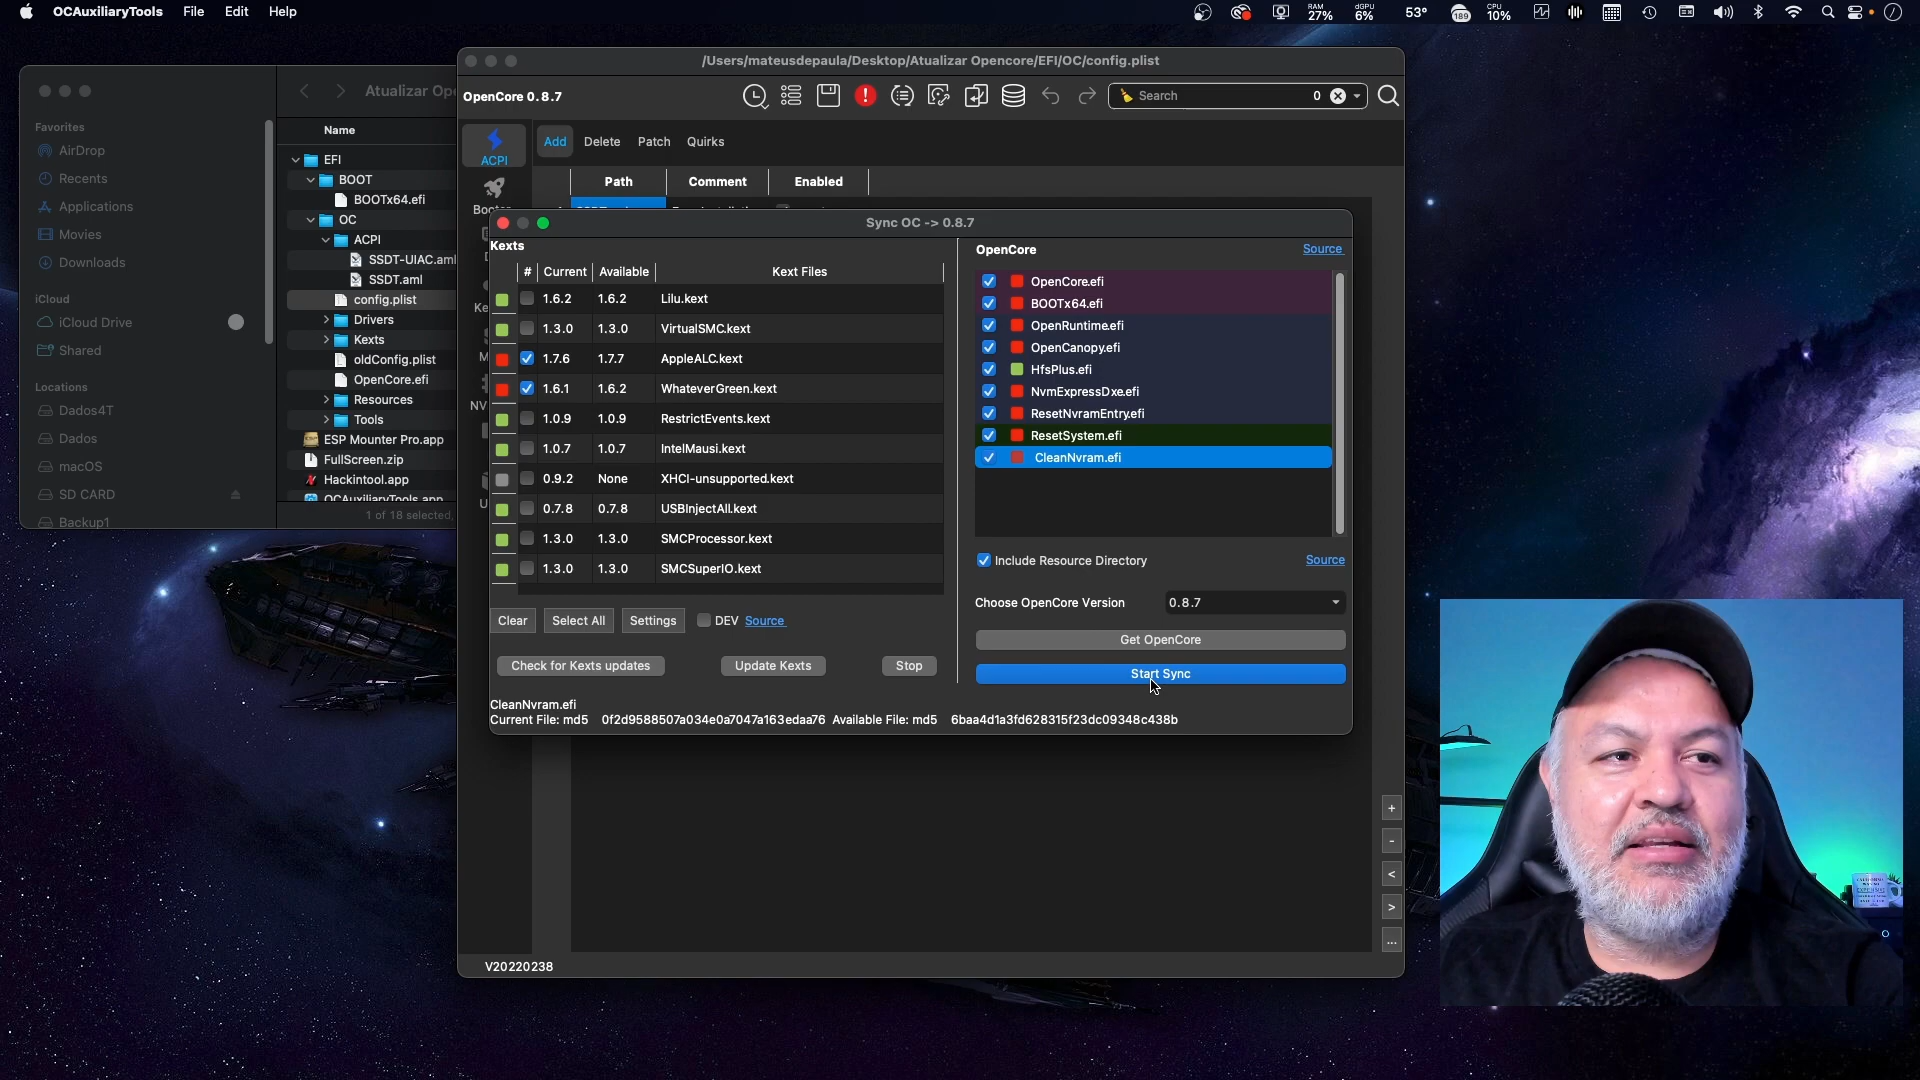 OCAuxiliaryTools File Edit Help
RAM 27% dGPU 6% 53° 189 CPU 10%
/Users/mateusdepaula/Desktop/Atualizar Opencore/EFI/OC/config.plist
OpenCore 0.8.7
Search 0
Atualizar Ope
Favorites
AirDrop
Recents
Applications
Movies
Downloads
iCloud
iCloud Drive
Shared
Locations
Dados4T
Dados
macOS
SD CARD
Backup1
Name
EFI
BOOT
BOOTx64.efi
OC
ACPI
SSDT-UIAC.aml
SSDT.aml
config.plist
Drivers
Kexts
oldConfig.plist
OpenCore.efi
Resources
Tools
ESP Mounter Pro.app
FullScreen.zip
Hackintool.app
OCAuxiliaryTools.app
1 of 18 selected,
ACPI
Add Delete Patch Quirks
Path Comment Enabled
Sync OC -> 0.8.7
Kexts
# Current Available Kext Files
1.6.2 1.6.2 Lilu.kext
1.3.0 1.3.0 VirtualSMC.kext
1.7.6 1.7.7 AppleALC.kext
1.6.1 1.6.2 WhateverGreen.kext
1.0.9 1.0.9 RestrictEvents.kext
1.0.7 1.0.7 IntelMausi.kext
0.9.2 None XHCI-unsupported.kext
0.7.8 0.7.8 USBInjectAll.kext
1.3.0 1.3.0 SMCProcessor.kext
1.3.0 1.3.0 SMCSuperIO.kext
Clear Select All Settings DEV Source
Check for Kexts updates Update Kexts Stop
OpenCore Source
OpenCore.efi
BOOTx64.efi
OpenRuntime.efi
OpenCanopy.efi
HfsPlus.efi
NvmExpressDxe.efi
ResetNvramEntry.efi
ResetSystem.efi
CleanNvram.efi
Include Resource Directory Source
Choose OpenCore Version 0.8.7
Get OpenCore
Start Sync
CleanNvram.efi
Current File: md5 0f2d9588507a034e0a7047a163edaa76 Available File: md5 6baa4d1a3fd628315f23dc09348c438b
+
-
<
>
...
V20220238